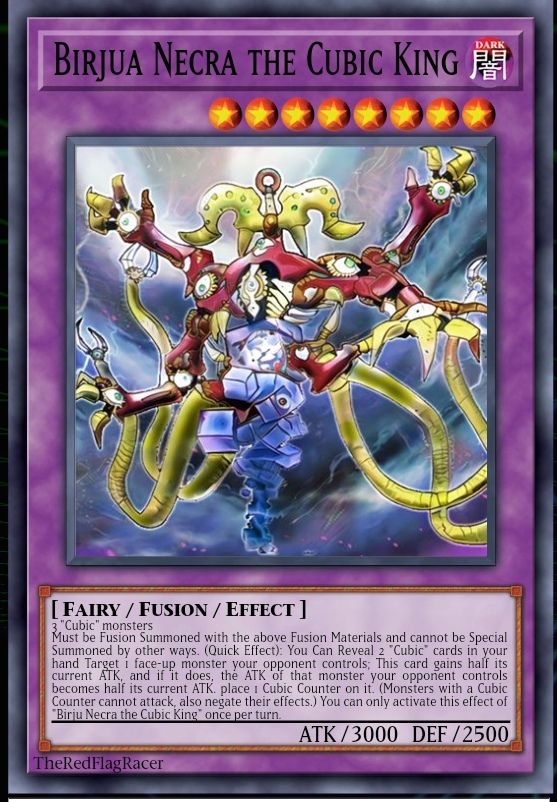 Birjua Necra the Cubic King
DARK
闇
[ Fairy / Fusion / Effect ]
3 "Cubic" monsters
Must be Fusion Summoned with the above Fusion Materials and cannot be Special
Summoned by other ways. (Quick Effect): You Can Reveal 2 "Cubic" cards in your
hand Target 1 face-up monster your opponent controls; This card gains half its
current ATK, and if it does, the ATK of that monster your opponent controls
becomes half its current ATK. place 1 Cubic Counter on it. (Monsters with a Cubic
Counter cannot attack, also negate their effects.) You can only activate this effect of
"Birju Necra the Cubic King" once per turn.
ATK/3000 DEF/2500
TheRedFlagRacer